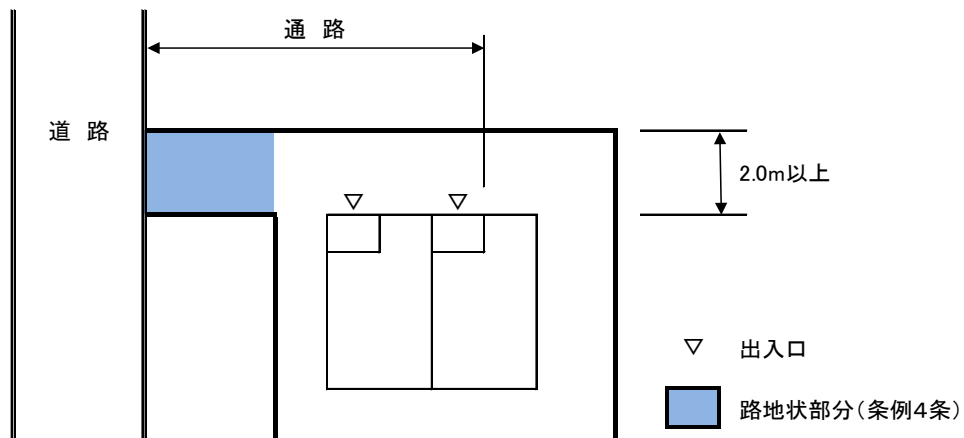 通 路
道 路
2.0m以上
出入口
路地状部分(条例4条)